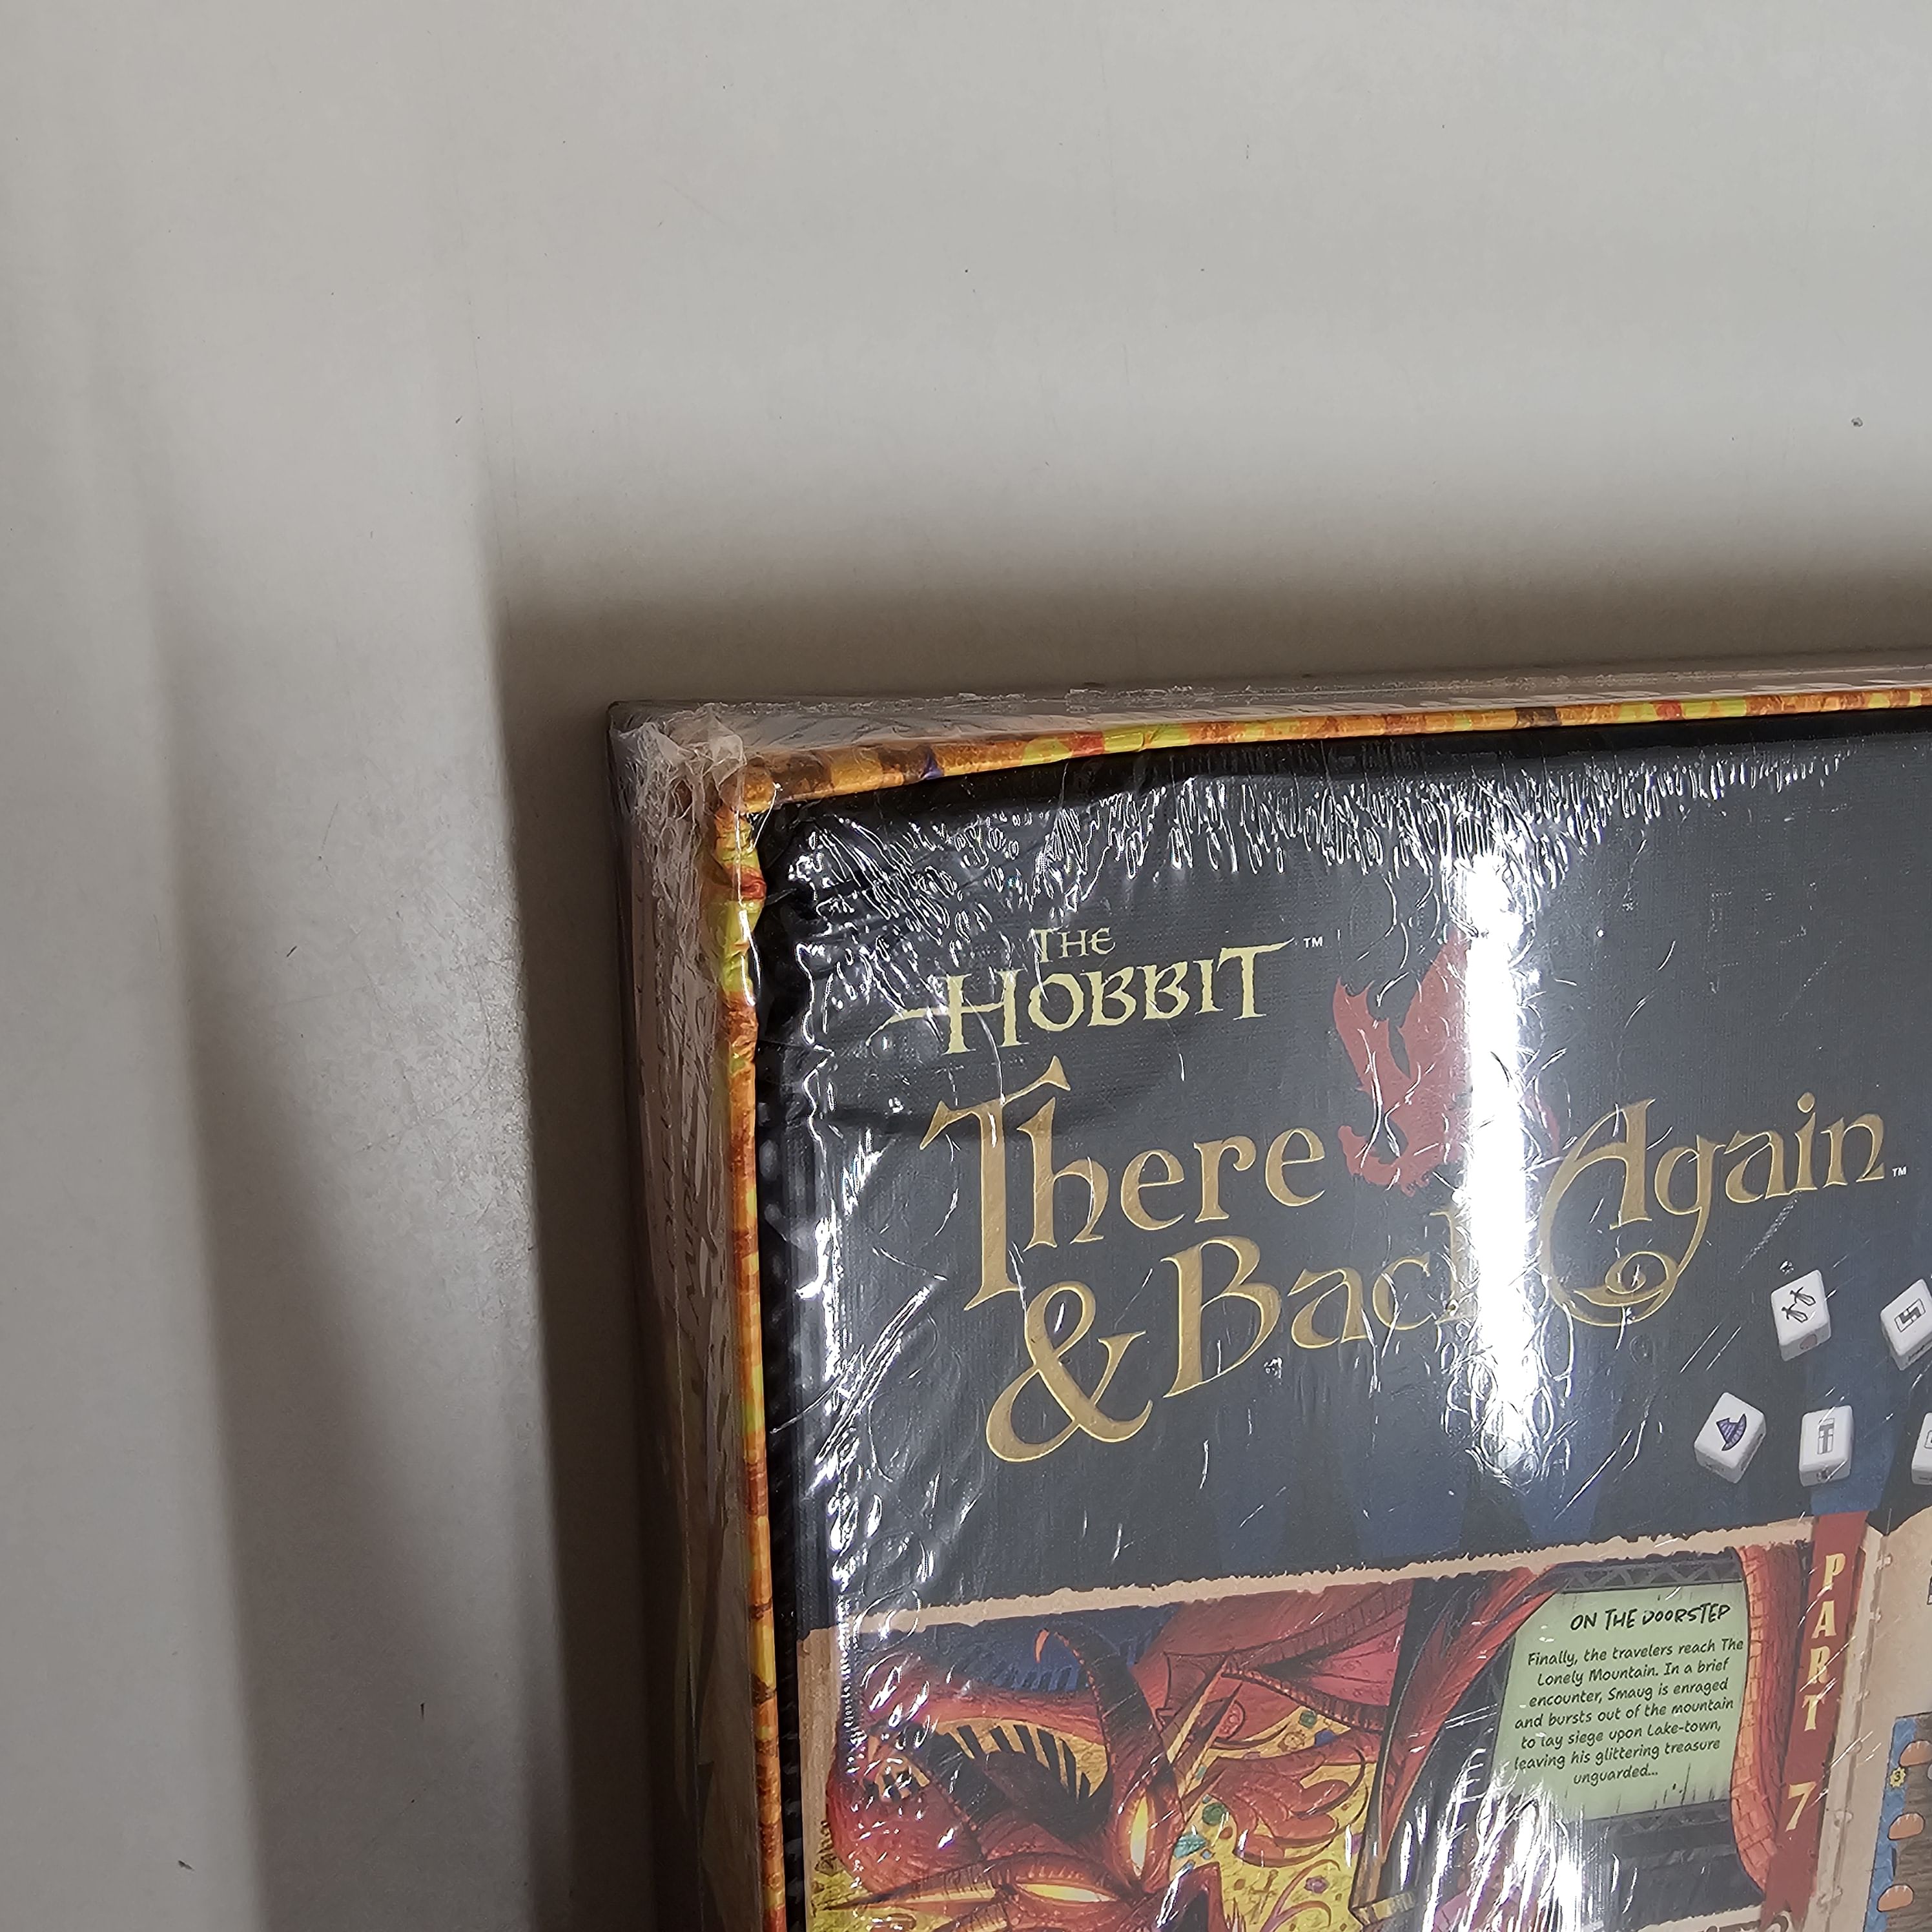 THE
HOBBIT™
There Again™
& Back
ON THE DOORSTEP
Finally, the travelers reach The
Lonely Mountain. In a brief
encounter, Smaug is enraged
and bursts out of the mountain
to lay siege upon Lake-town,
leaving his glittering treasure
unguarded...
PART 7
3